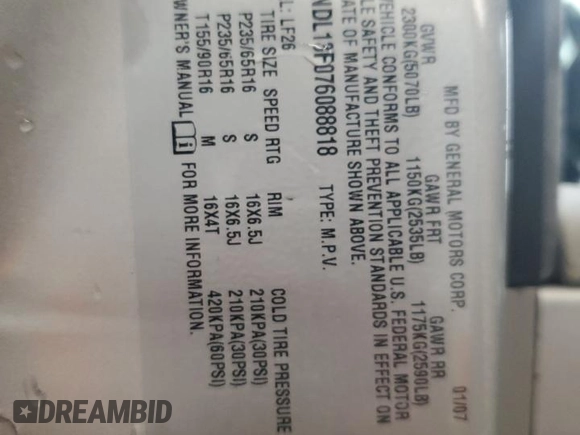 MFD BY GENERAL MOTORS CORP. 01/07
GVWR GAWR FRT GAWR RR
2300KG(5070LB) 1150KG(2535LB) 1175KG(2590LB)
VEHICLE CONFORMS TO ALL APPLICABLE U.S. FEDERAL MOTOR
LE SAFETY AND THEFT PREVENTION STANDARDS IN EFFECT ON
ATE OF MANUFACTURE SHOWN ABOVE.
NDL13F076088818 TYPE: M.P.V.
L: LF26
TIRE SIZE SPEED RTG RIM COLD TIRE PRESSURE
P235/65R16 S 16X6.5J 210KPA(30PSI)
P235/65R16 S 16X6.5J 210KPA(30PSI)
T155/90R16 M 16X4T 420KPA(60PSI)
WNER'S MANUAL i FOR MORE INFORMATION.
DREAMBID